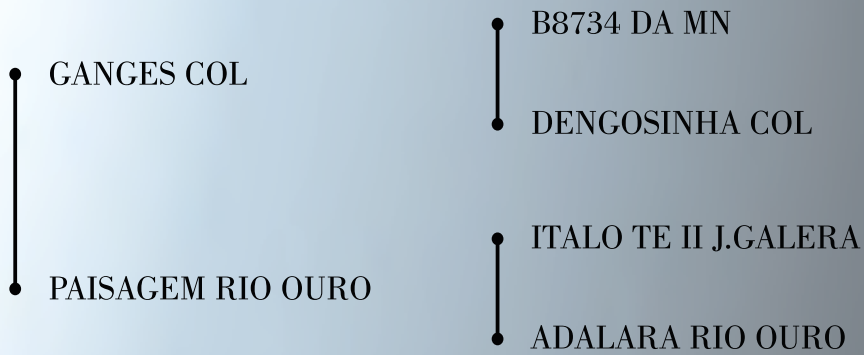 B8734 DA MN
GANGES COL
DENGOSINHA COL
ITALO TE II J.GALERA
PAISAGEM RIO OURO
ADALARA RIO OURO